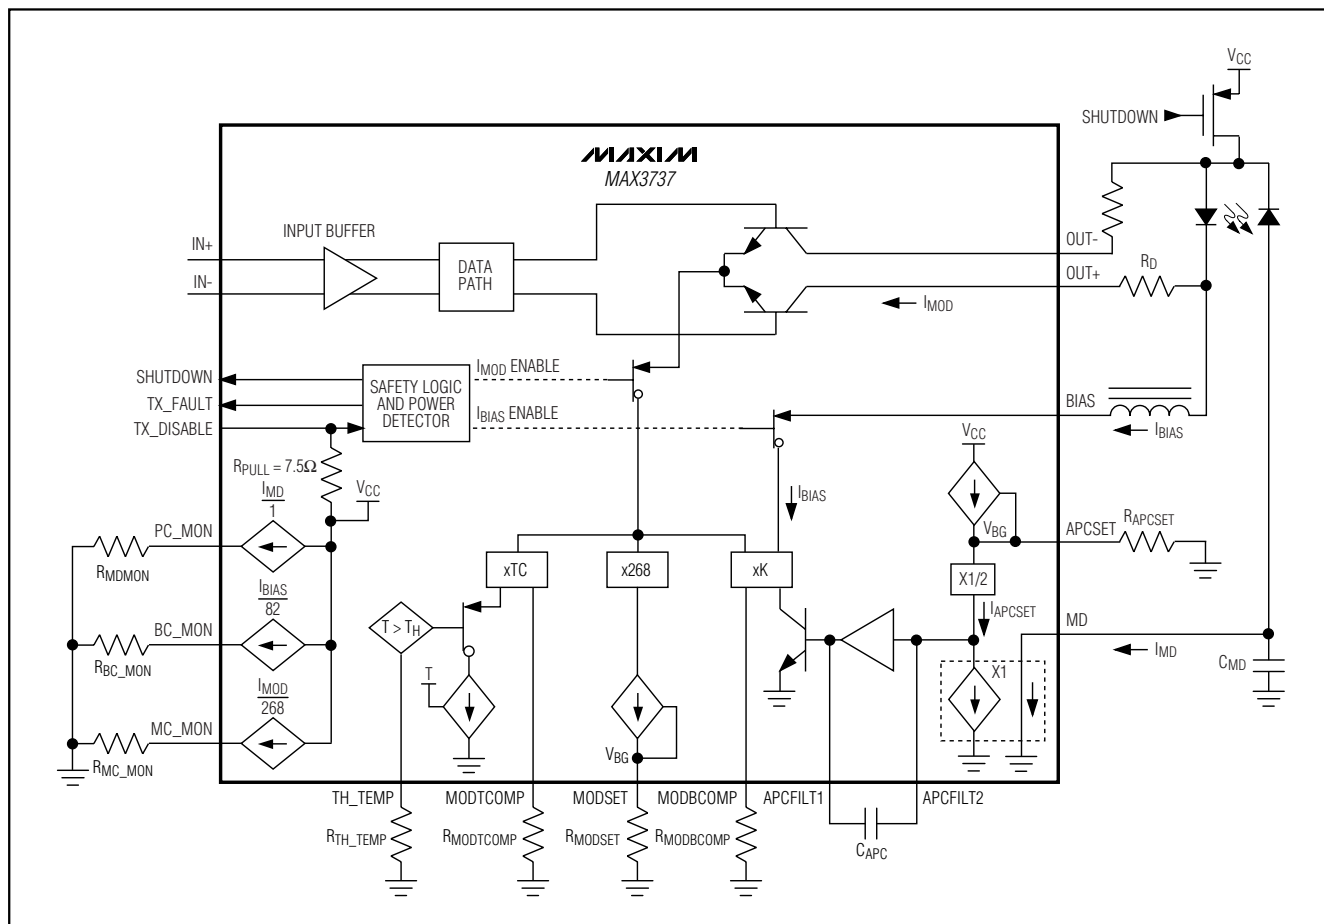 VCC
SHUTDOWN
MAXIM
MAX3737
INPUT BUFFER
IN+
IN-
DATA
PATH
OUT-
OUT+
RD
IMOD
SHUTDOWN
TX_FAULT
TX_DISABLE
SAFETY LOGIC
AND POWER
DETECTOR
IMOD ENABLE
IBIAS ENABLE
BIAS
IBIAS
RPULL = 7.5Ω
VCC
IBIAS
VCC
VBG
APCSET
RAPCSET
IMD
1
PC_MON
RMDMON
xTC
x268
xK
X1/2
IAPCSET
IBIAS
82
BC_MON
RBC_MON
T > TH
MD
IMD
CMD
X1
IMOD
268
MC_MON
RMC_MON
T
VBG
TH_TEMP
MODTCOMP
MODSET
MODBCOMP
APCFILT1
APCFILT2
RTH_TEMP
RMODTCOMP
RMODSET
RMODBCOMP
CAPC